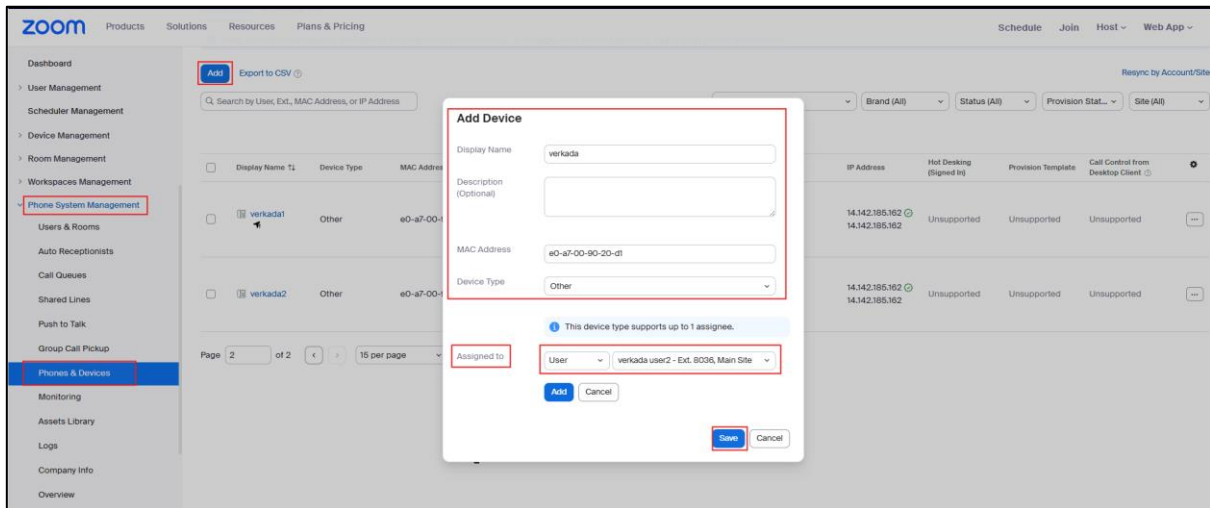 zoom Products Solutions Resources Plans & Pricing Schedule Join Host Web App
Dashboard
User Management
Scheduler Management
Device Management
Room Management
Workspaces Management
Phone System Management
Users & Rooms
Auto Receptionists
Call Queues
Shared Lines
Push to Talk
Group Call Pickup
Phones & Devices
Monitoring
Assets Library
Logs
Company Info
Overview
Add Export to CSV Resync by Account/Site
Search by User, Ext., MAC Address, or IP Address Brand (All) Status (All) Provision Stat... Site (All)
Display Name Device Type MAC Addres IP Address Hot Desking (Signed In) Provision Template Call Control from Desktop Client
verkada1 Other e0-a7-00- 14.142.185.162 Unsupported Unsupported Unsupported
14.142.185.162
verkada2 Other e0-a7-00- 14.142.185.162 Unsupported Unsupported Unsupported
14.142.185.162
Page 2 of 2 15 per page
Add Device
Display Name verkada
Description (Optional)
MAC Address e0-a7-00-90-20-d1
Device Type Other
This device type supports up to 1 assignee.
Assigned to User verkada user2 - Ext. 8036, Main Site
Add Cancel
Save Cancel